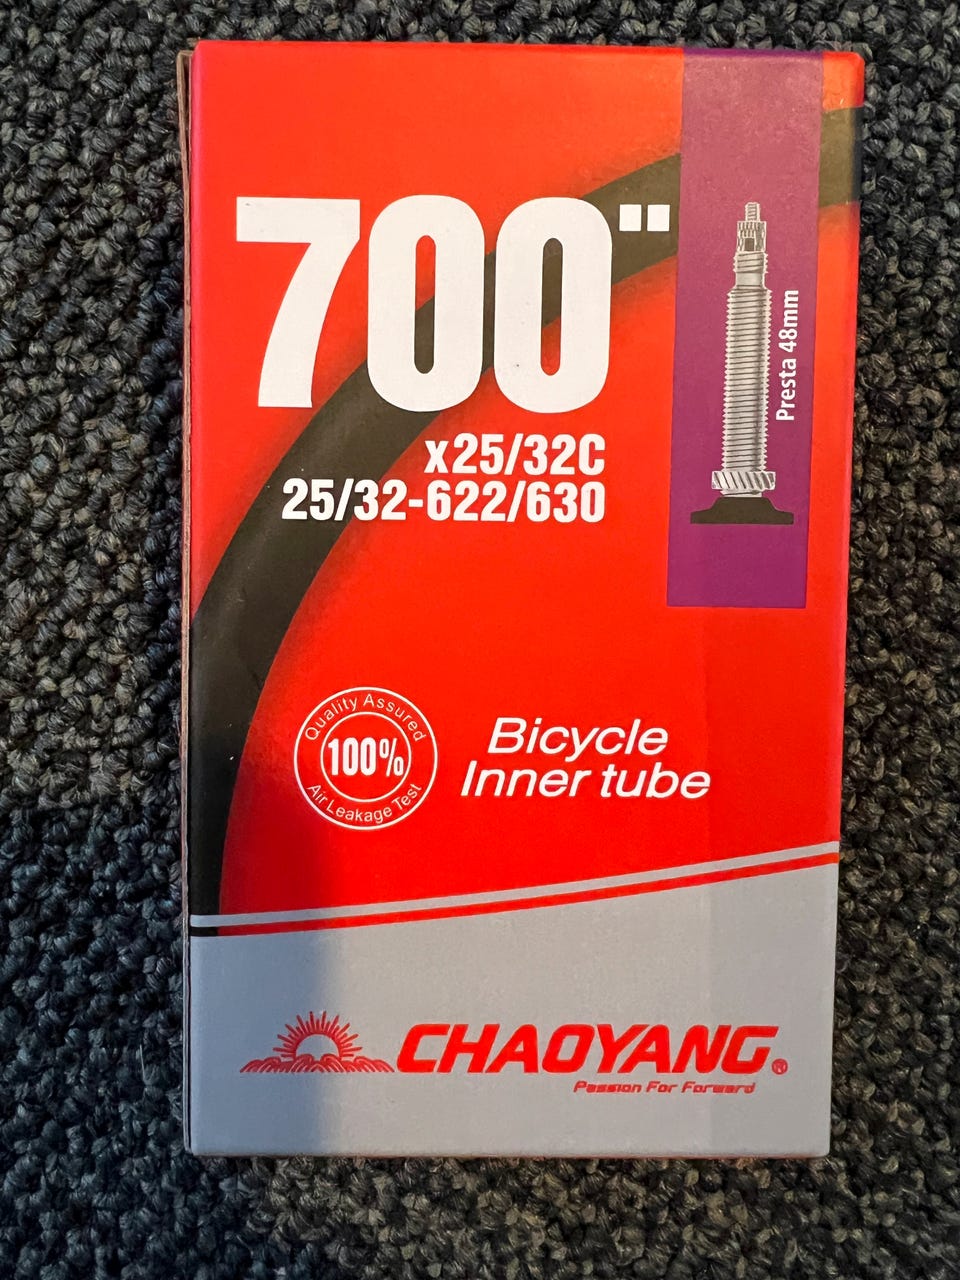 700"
x25/32C
25/32-622/630
Presta 48mm
Quality Assured
100%
Air Leakage Test
Bicycle
Inner tube
CHAOYANG®
Passion For Forward